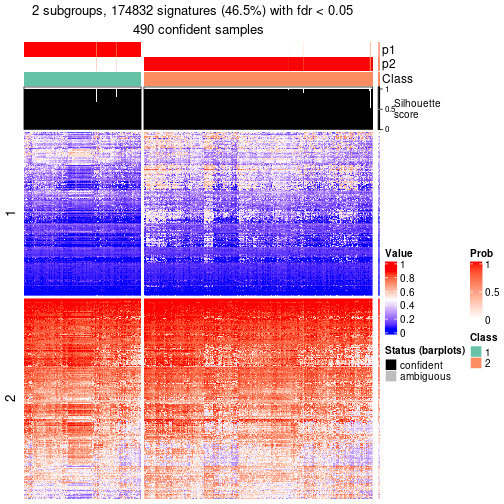 2 subgroups, 174832 signatures (46.5%) with fdr < 0.05
490 confident samples
p1
p2
Class
1
0.5
0
Silhouette
score
1
2
Value
1
0.8
0.6
0.4
0.2
0
Prob
1
0.5
0
Status (barplots)
confident
ambiguous
Class
1
2